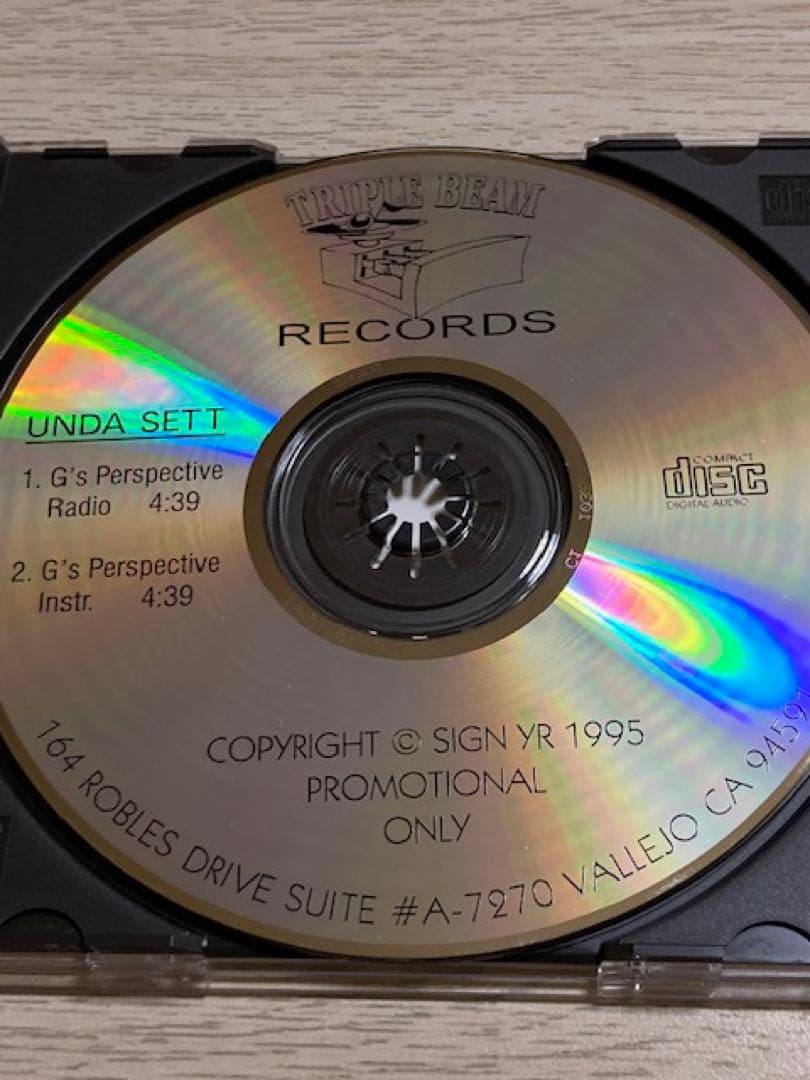 TRIPLE BEAM
RECORDS
UNDA SETT
1. G's Perspective
Radio 4:39
2. G's Perspective
Instr. 4:39
COMPACT
disc
DIGITAL AUDIO
COPYRIGHT © SIGN YR 1995
PROMOTIONAL
ONLY
164 ROBLES DRIVE SUITE #A-7270 VALLEJO CA 94591